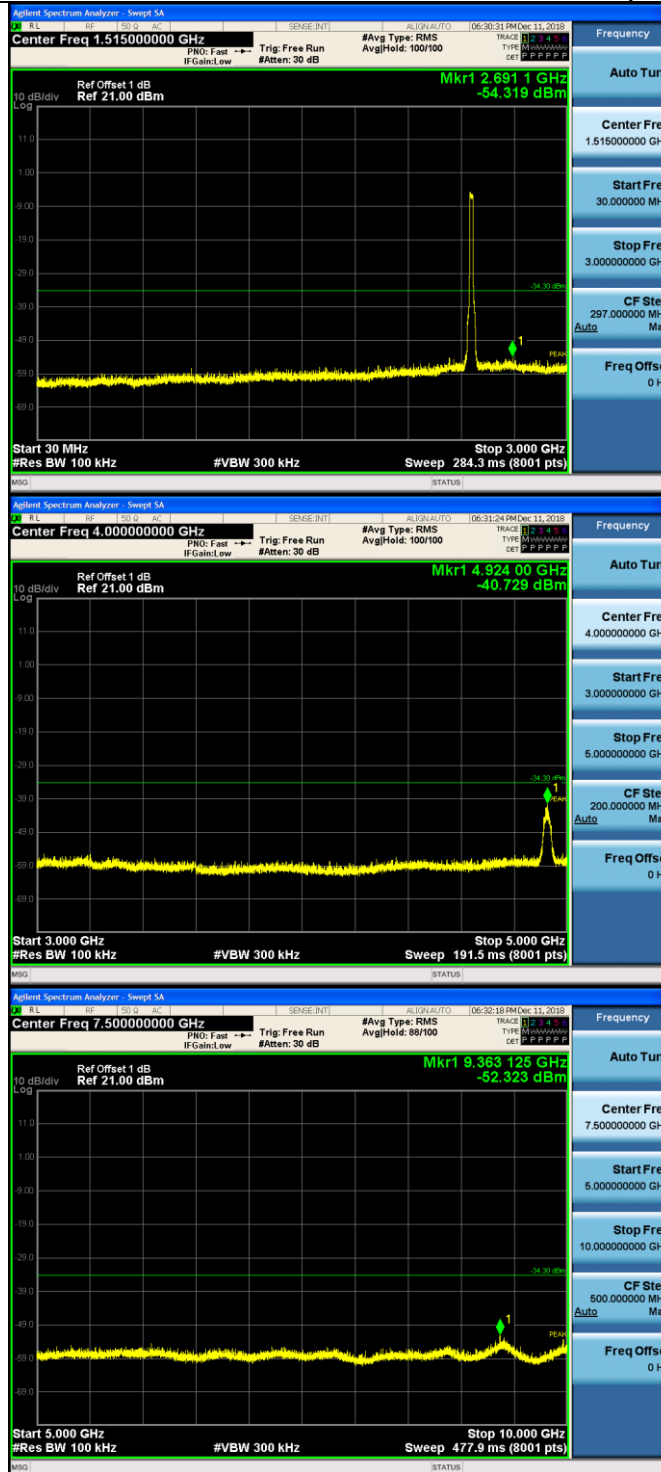 Agilent Spectrum Analyzer - Swept SA
RL RF 50 Ω AC SENSE:INT ALIGNAUTO 06:30:31 PM Dec 11, 2018
Center Freq 1.515000000 GHz
PNO: Fast
IFGain:Low
Trig: Free Run
#Atten: 30 dB
#Avg Type: RMS
Avg|Hold: 100/100
TRACE 1 2 3 4 5 6
TYPE M
DET P P P P P P
Frequency
Auto Tun
Mkr1 2.691 1 GHz
-54.319 dBm
Ref Offset 1 dB
10 dB/div Ref 21.00 dBm
Log
11.0
1.00
-9.00
-19.0
-29.0
-34.30 dBm
-39.0
-49.0
1
PEAK
-59.0
-69.0
Center Fre
1.515000000 GH
Start Fre
30.000000 MH
Stop Fre
3.000000000 GH
CF Ste
297.000000 MH
Auto Ma
Freq Offse
0 H
Start 30 MHz Stop 3.000 GHz
#Res BW 100 kHz #VBW 300 kHz Sweep 284.3 ms (8001 pts)
MSG STATUS
Agilent Spectrum Analyzer - Swept SA
RL RF 50 Ω AC SENSE:INT ALIGNAUTO 06:31:24 PM Dec 11, 2018
Center Freq 4.000000000 GHz
PNO: Fast
IFGain:Low
Trig: Free Run
#Atten: 30 dB
#Avg Type: RMS
Avg|Hold: 100/100
TRACE 1 2 3 4 5 6
TYPE M
DET P P P P P P
Frequency
Auto Tun
Mkr1 4.924 00 GHz
-40.729 dBm
Ref Offset 1 dB
10 dB/div Ref 21.00 dBm
Log
11.0
1.00
-9.00
-19.0
-29.0
-34.30 dBm
-39.0
1
PEAK
-49.0
-59.0
-69.0
Center Fre
4.000000000 GH
Start Fre
3.000000000 GH
Stop Fre
5.000000000 GH
CF Ste
200.000000 MH
Auto Ma
Freq Offse
0 H
Start 3.000 GHz Stop 5.000 GHz
#Res BW 100 kHz #VBW 300 kHz Sweep 191.5 ms (8001 pts)
MSG STATUS
Agilent Spectrum Analyzer - Swept SA
RL RF 50 Ω AC SENSE:INT ALIGNAUTO 06:32:18 PM Dec 11, 2018
Center Freq 7.500000000 GHz
PNO: Fast
IFGain:Low
Trig: Free Run
#Atten: 30 dB
#Avg Type: RMS
Avg|Hold: 88/100
TRACE 1 2 3 4 5 6
TYPE M
DET P P P P P P
Frequency
Auto Tun
Mkr1 9.363 125 GHz
-52.323 dBm
Ref Offset 1 dB
10 dB/div Ref 21.00 dBm
Log
11.0
1.00
-9.00
-19.0
-29.0
-34.30 dBm
-39.0
-49.0
1
PEAK
-59.0
-69.0
Center Fre
7.500000000 GH
Start Fre
5.000000000 GH
Stop Fre
10.000000000 GH
CF Ste
500.000000 MH
Auto Ma
Freq Offse
0 H
Start 5.000 GHz Stop 10.000 GHz
#Res BW 100 kHz #VBW 300 kHz Sweep 477.9 ms (8001 pts)
MSG STATUS